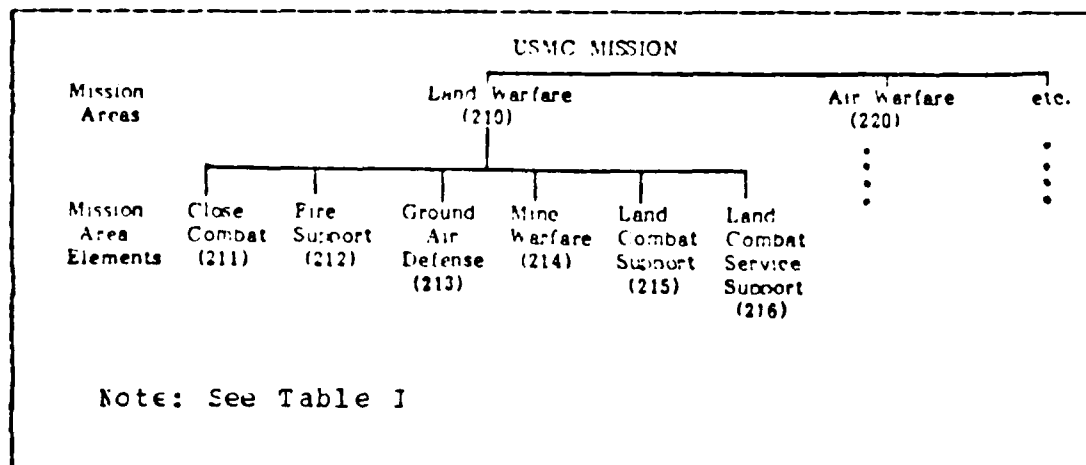 USMC MISSION
Mission Areas
Land Warfare (210)
Air Warfare (220)
etc.
Mission Area Elements
Close Combat (211)
Fire Support (212)
Ground Air Defense (213)
Mine Warfare (214)
Land Combat Support (215)
Land Combat Service Support (216)
Note: See Table I